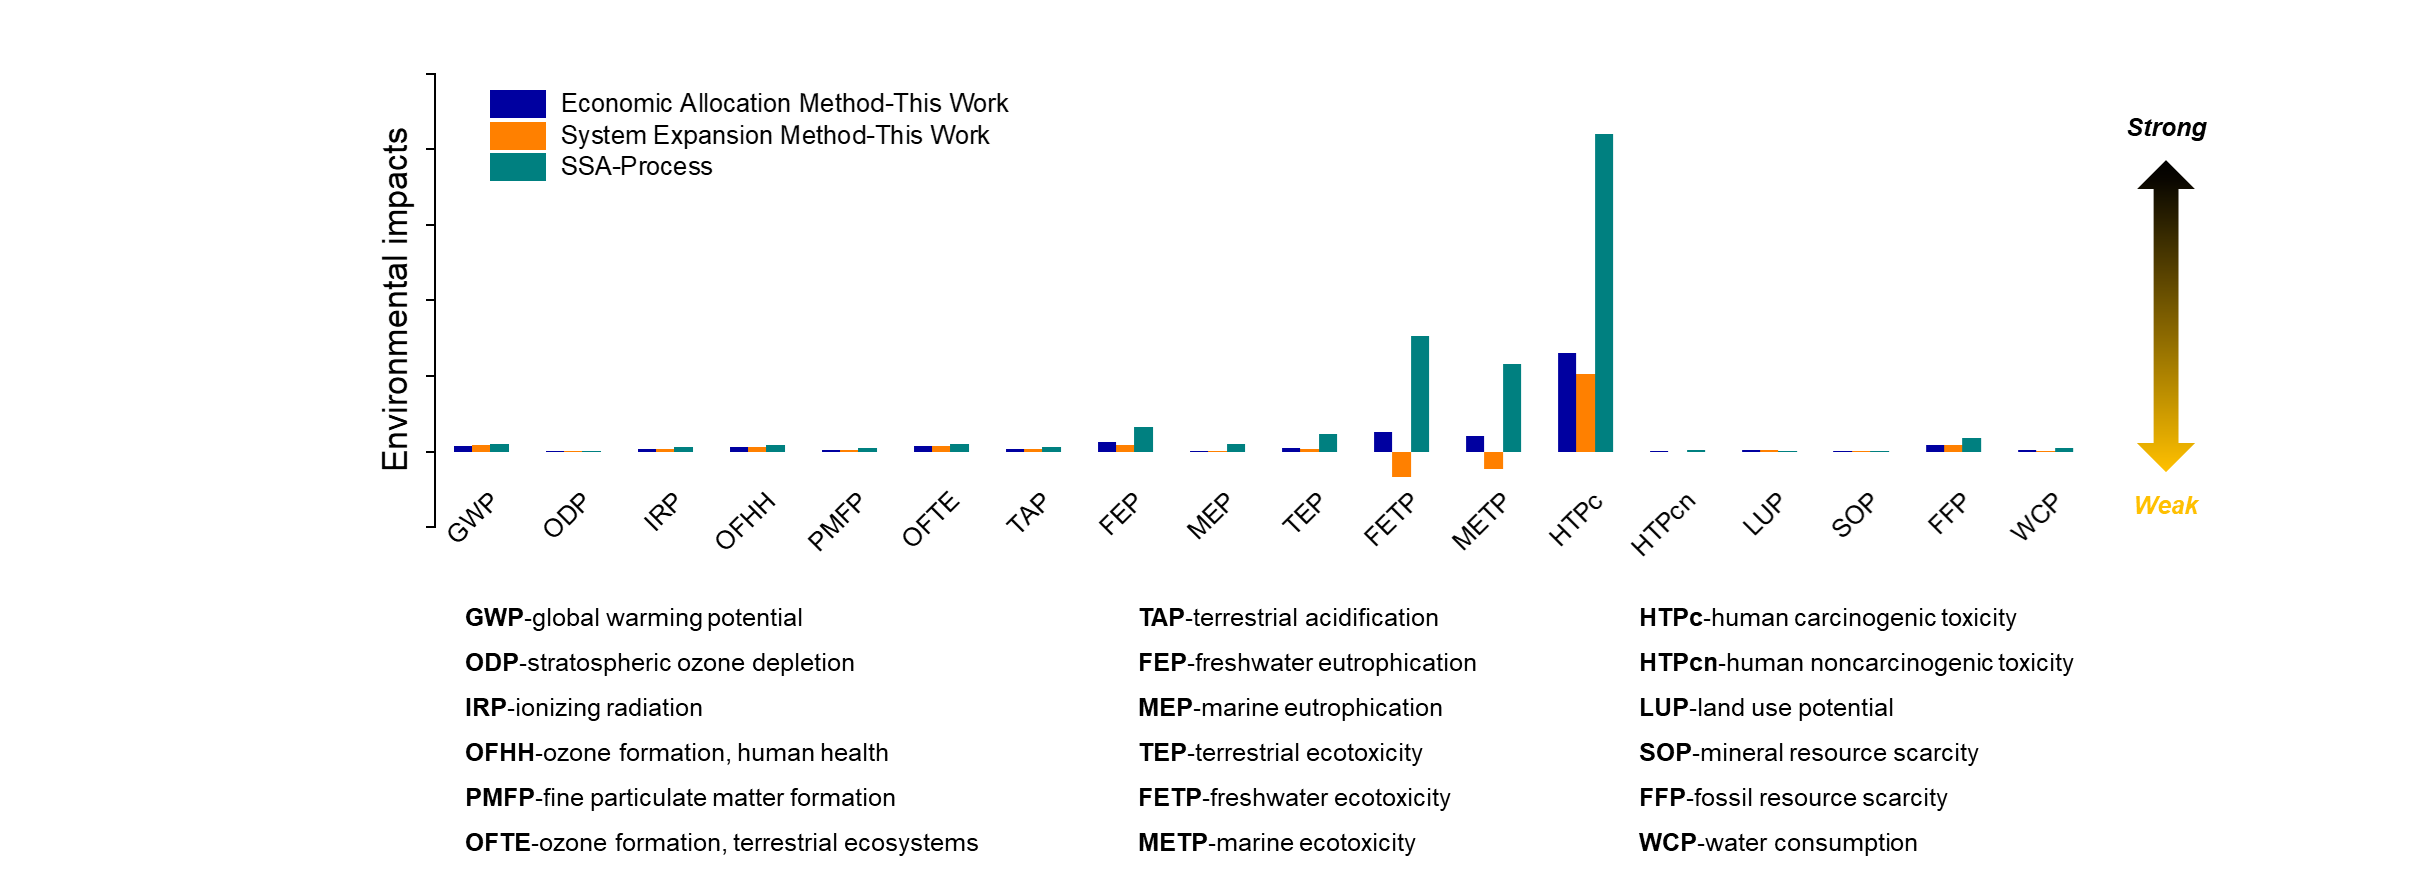 Economic Allocation Method-This Work
System Expansion Method-This Work
SSA-Process
Environmental impacts
Strong
Weak
GWP
ODP
IRP
OFHH
PMFP
OFTE
TAP
FEP
MEP
TEP
FETP
METP
HTPc
HTPcn
LUP
SOP
FFP
WCP
GWP-global warming potential
ODP-stratospheric ozone depletion
IRP-ionizing radiation
OFHH-ozone formation, human health
PMFP-fine particulate matter formation
OFTE-ozone formation, terrestrial ecosystems
TAP-terrestrial acidification
FEP-freshwater eutrophication
MEP-marine eutrophication
TEP-terrestrial ecotoxicity
FETP-freshwater ecotoxicity
METP-marine ecotoxicity
HTPc-human carcinogenic toxicity
HTPcn-human noncarcinogenic toxicity
LUP-land use potential
SOP-mineral resource scarcity
FFP-fossil resource scarcity
WCP-water consumption